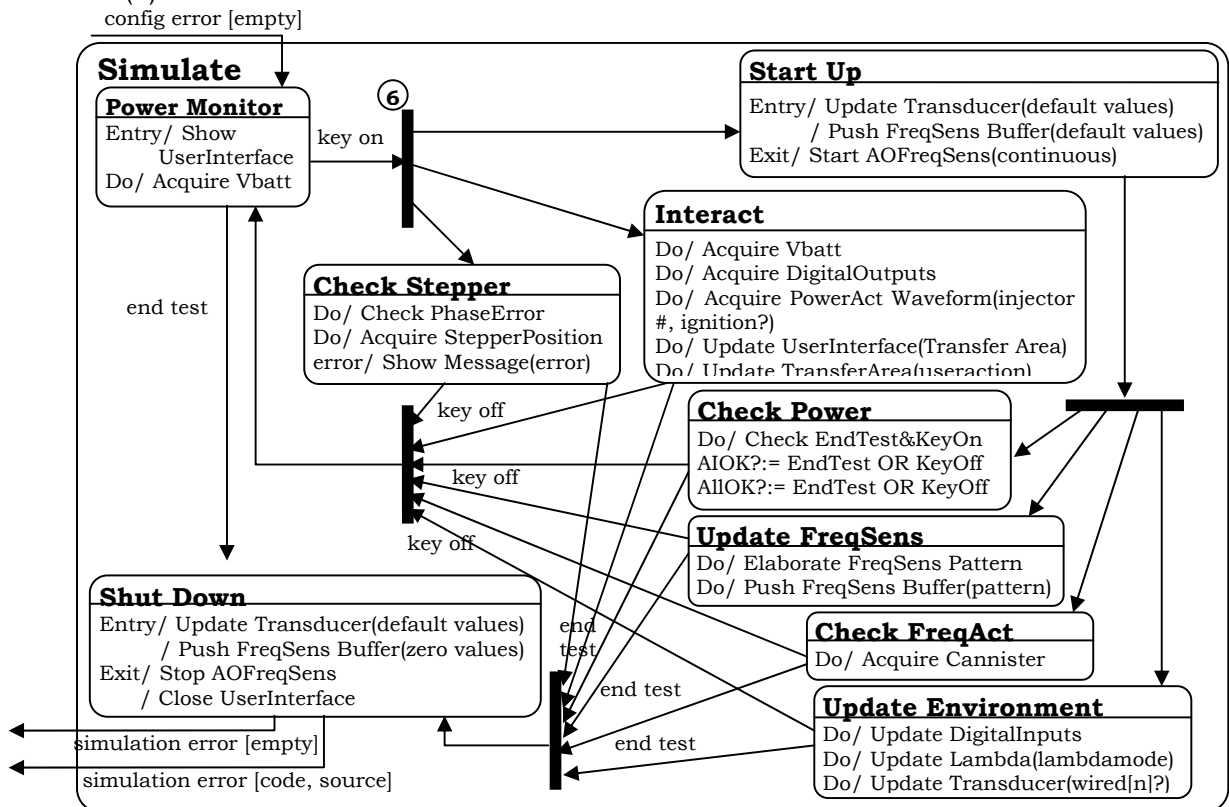 config error [empty]
Simulate
Power Monitor
Entry/ Show
UserInterface
Do/ Acquire Vbatt
key on
6
Start Up
Entry/ Update Transducer(default values)
/ Push FreqSens Buffer(default values)
Exit/ Start AOFreqSens(continuous)
Interact
Do/ Acquire Vbatt
Do/ Acquire DigitalOutputs
Do/ Acquire PowerAct Waveform(injector
#, ignition?)
Do/ Update UserInterface(Transfer Area)
Do/ Update TransferArea(useraction)
end test
Check Stepper
Do/ Check PhaseError
Do/ Acquire StepperPosition
error/ Show Message(error)
key off
Check Power
Do/ Check EndTest&KeyOn
AIOK?:= EndTest OR KeyOff
AllOK?:= EndTest OR KeyOff
key off
key off
Update FreqSens
Do/ Elaborate FreqSens Pattern
Do/ Push FreqSens Buffer(pattern)
Shut Down
Entry/ Update Transducer(default values)
/ Push FreqSens Buffer(zero values)
Exit/ Stop AOFreqSens
/ Close UserInterface
end
test
Check FreqAct
Do/ Acquire Cannister
end test
end test
Update Environment
Do/ Update DigitalInputs
Do/ Update Lambda(lambdamode)
Do/ Update Transducer(wired[n]?)
simulation error [empty]
simulation error [code, source]